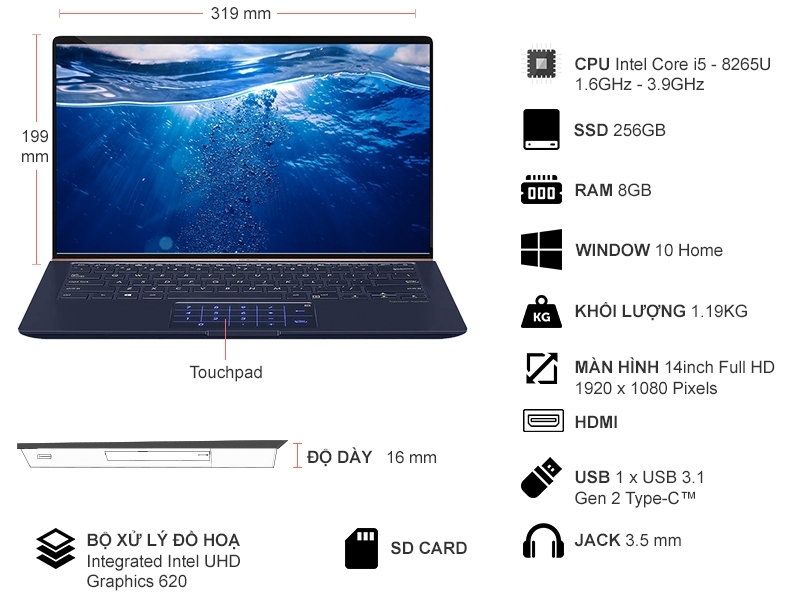 319 mm
199
mm
Touchpad
ĐỘ DÀY 16 mm
CPU Intel Core i5 - 8265U
1.6GHz - 3.9GHz
SSD 256GB
RAM 8GB
WINDOW 10 Home
KG
KHỐI LƯỢNG 1.19KG
MÀN HÌNH 14inch Full HD
1920 x 1080 Pixels
HDMI
USB 1 x USB 3.1
Gen 2 Type-C™
JACK 3.5 mm
BỘ XỬ LÝ ĐỒ HOẠ
Integrated Intel UHD
Graphics 620
SD CARD